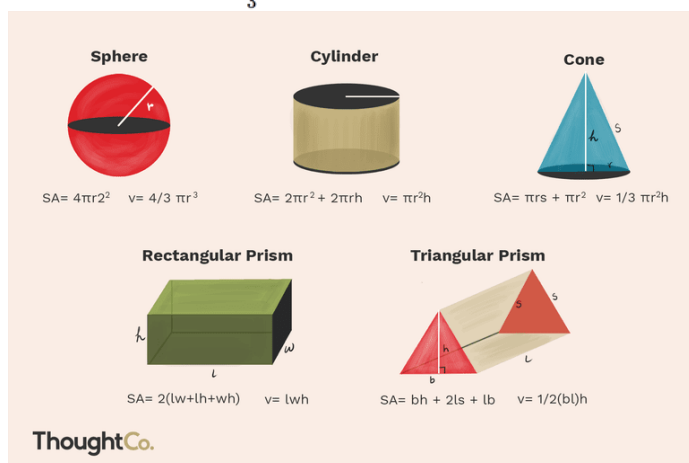 3
Sphere
Cylinder
Cone
r
h
s
r
SA= 4πr2² v= 4/3 πr³
SA= 2πr² + 2πrh v= πr²h
SA= πrs + πr² v= 1/3 πr²h
Rectangular Prism
Triangular Prism
h
w
l
s
s
h
b
L
SA= 2(lw+lh+wh) v= lwh
SA= bh + 2ls + lb v= 1/2(bl)h
ThoughtCo.